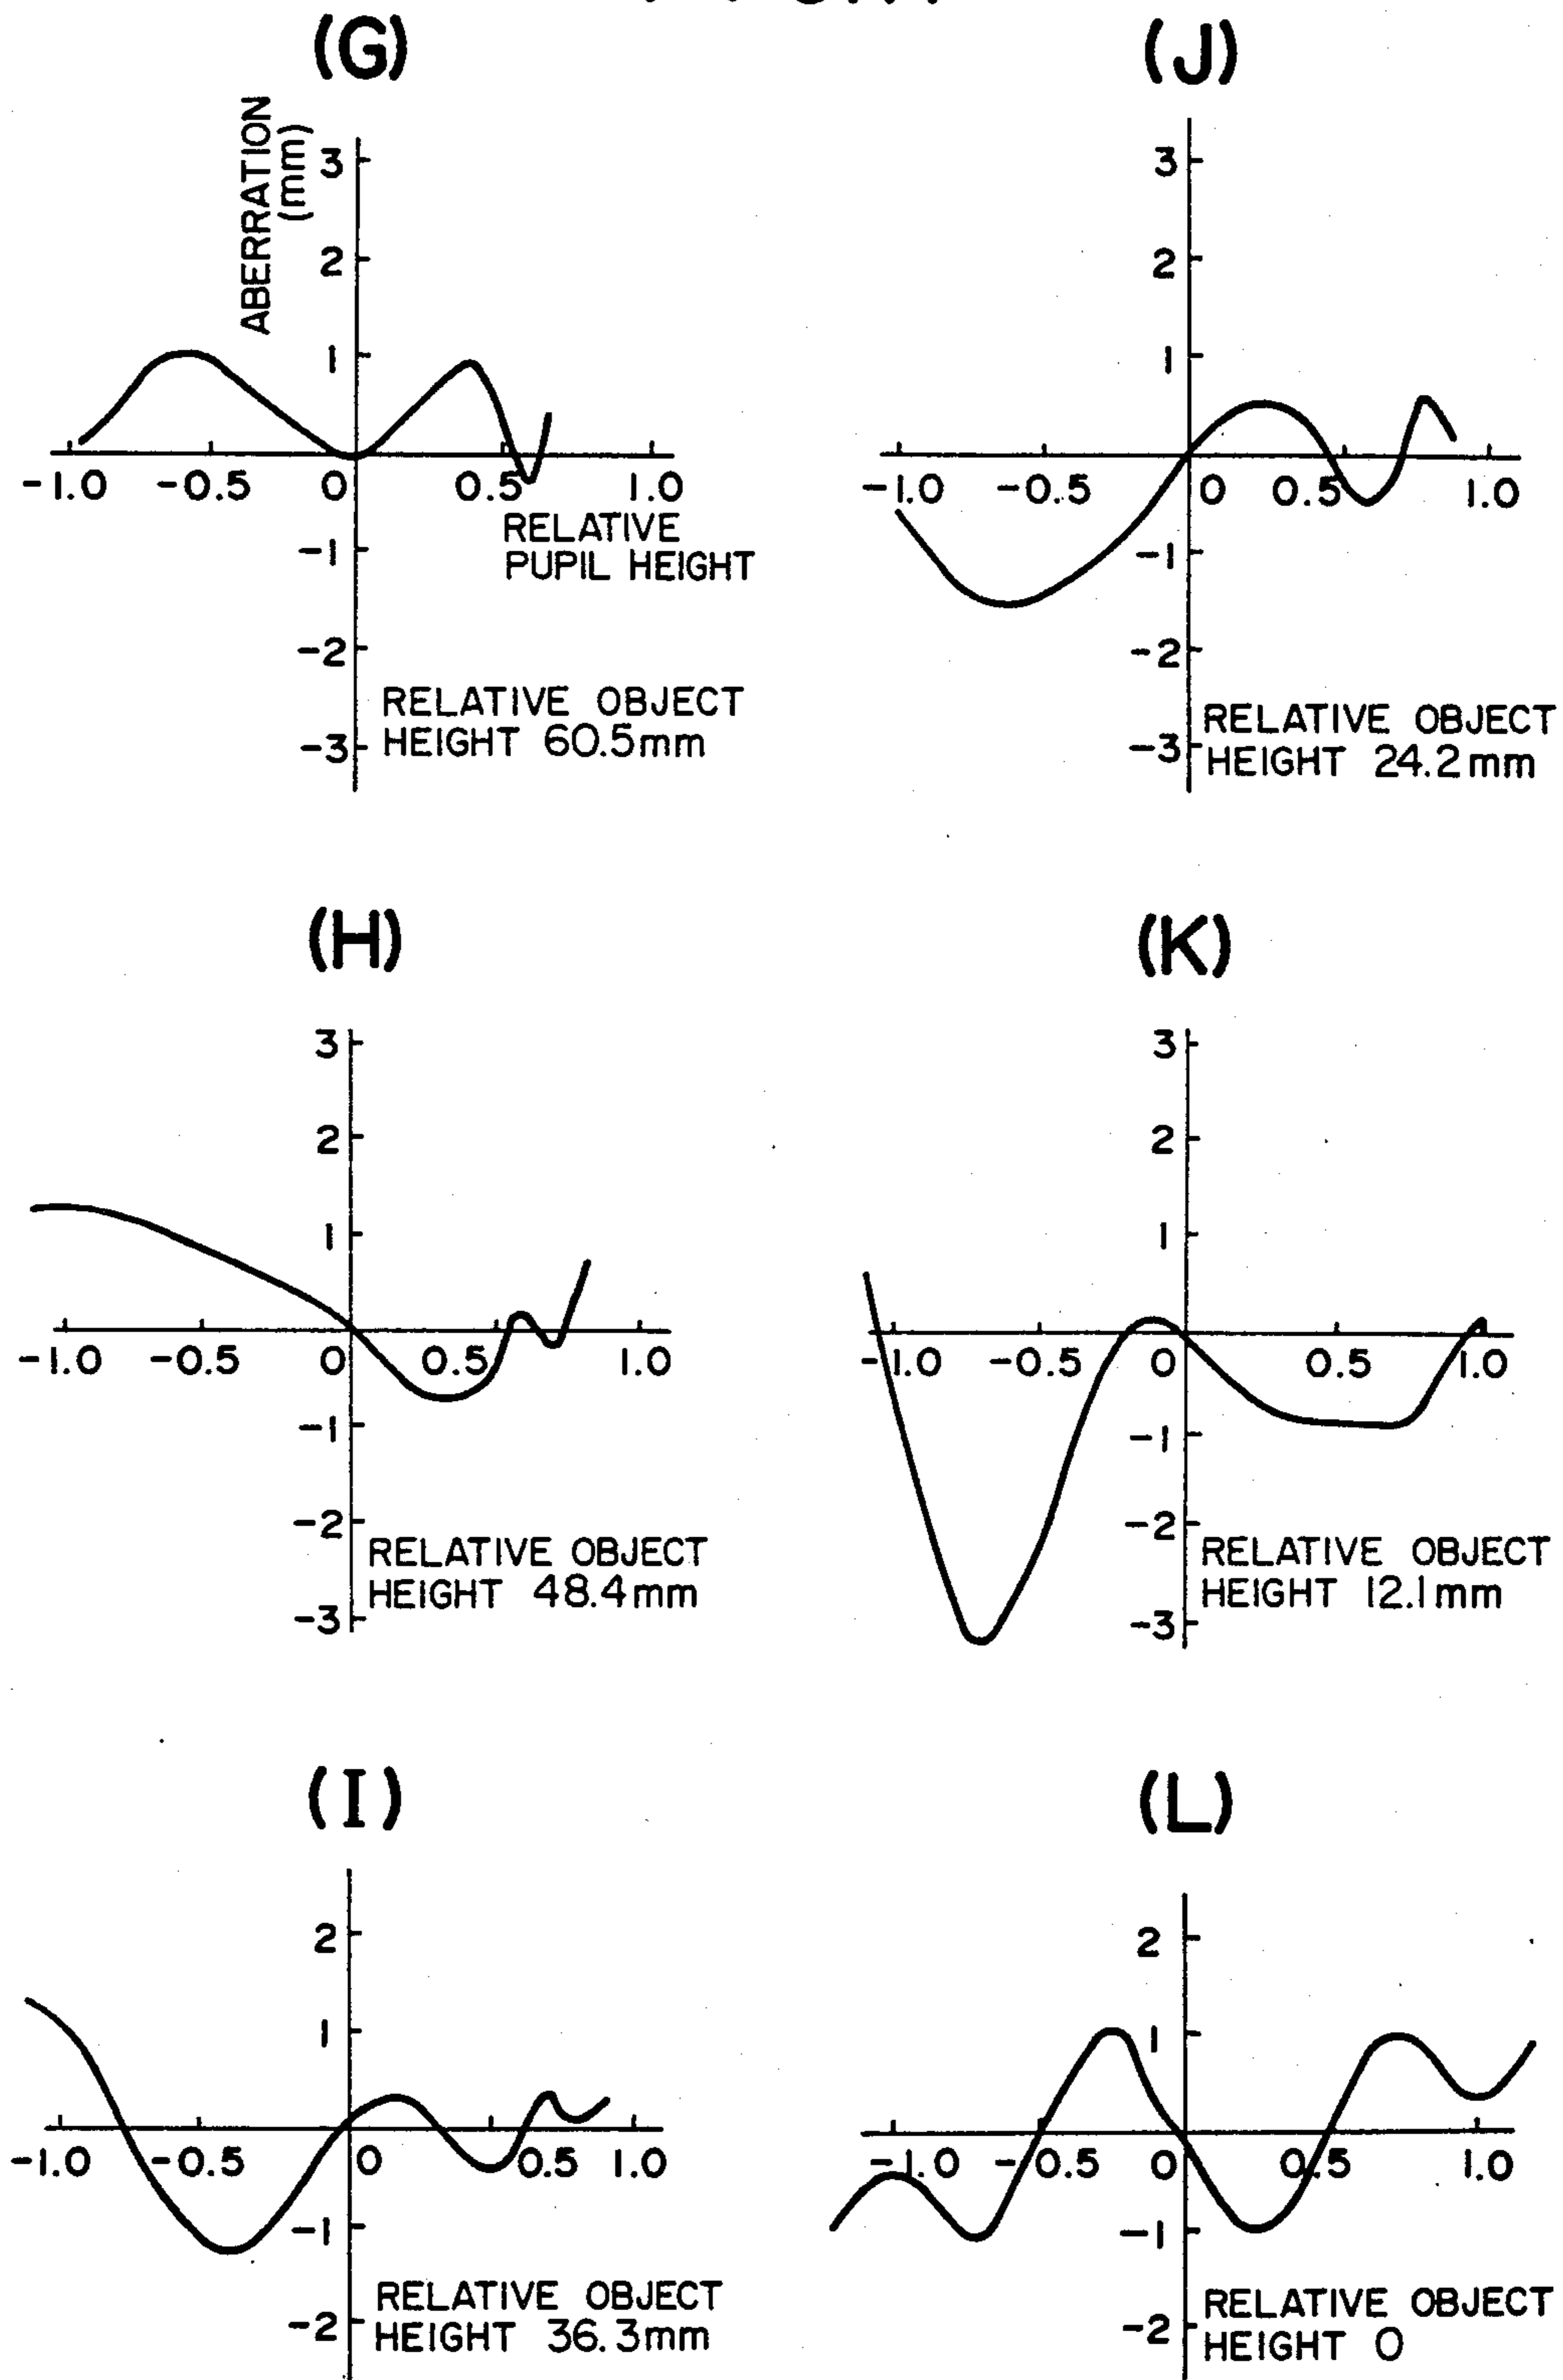 (G)
ABERRATION
(mm)
3
2
1
-1.0 -0.5 0 0.5 1.0
RELATIVE
PUPIL HEIGHT
-1
-2
-3
RELATIVE OBJECT
HEIGHT 60.5mm
(J)
3
2
1
-1.0 -0.5 0 0.5 1.0
-1
-2
-3
RELATIVE OBJECT
HEIGHT 24.2mm
(H)
3
2
1
-1.0 -0.5 0 0.5 1.0
-1
-2
-3
RELATIVE OBJECT
HEIGHT 48.4mm
(K)
3
2
1
-1.0 -0.5 0 0.5 1.0
-1
-2
-3
RELATIVE OBJECT
HEIGHT 12.1mm
(I)
2
1
-1.0 -0.5 0 0.5 1.0
-1
-2
RELATIVE OBJECT
HEIGHT 36.3mm
(L)
2
1
-1.0 -0.5 0 0.5 1.0
-1
-2
RELATIVE OBJECT
HEIGHT 0